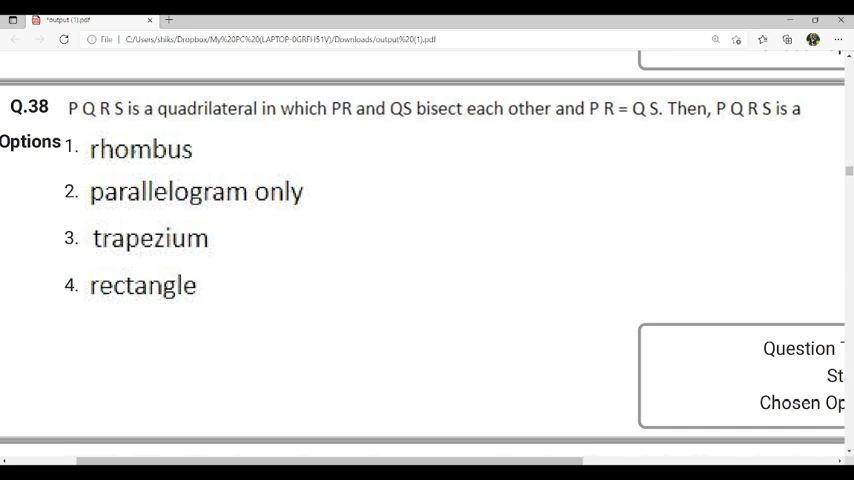 *output (1).pdf
File
C:/Users/shiks/Dropbox/My%20PC%20(LAPTOP-0GRFH51V)/Downloads/output%20(1).pdf
Q.38 P Q R S is a quadrilateral in which PR and QS bisect each other and P R = Q S. Then, P Q R S is a
Options 1. rhombus
2. parallelogram only
3. trapezium
4. rectangle
Question
St
Chosen Op